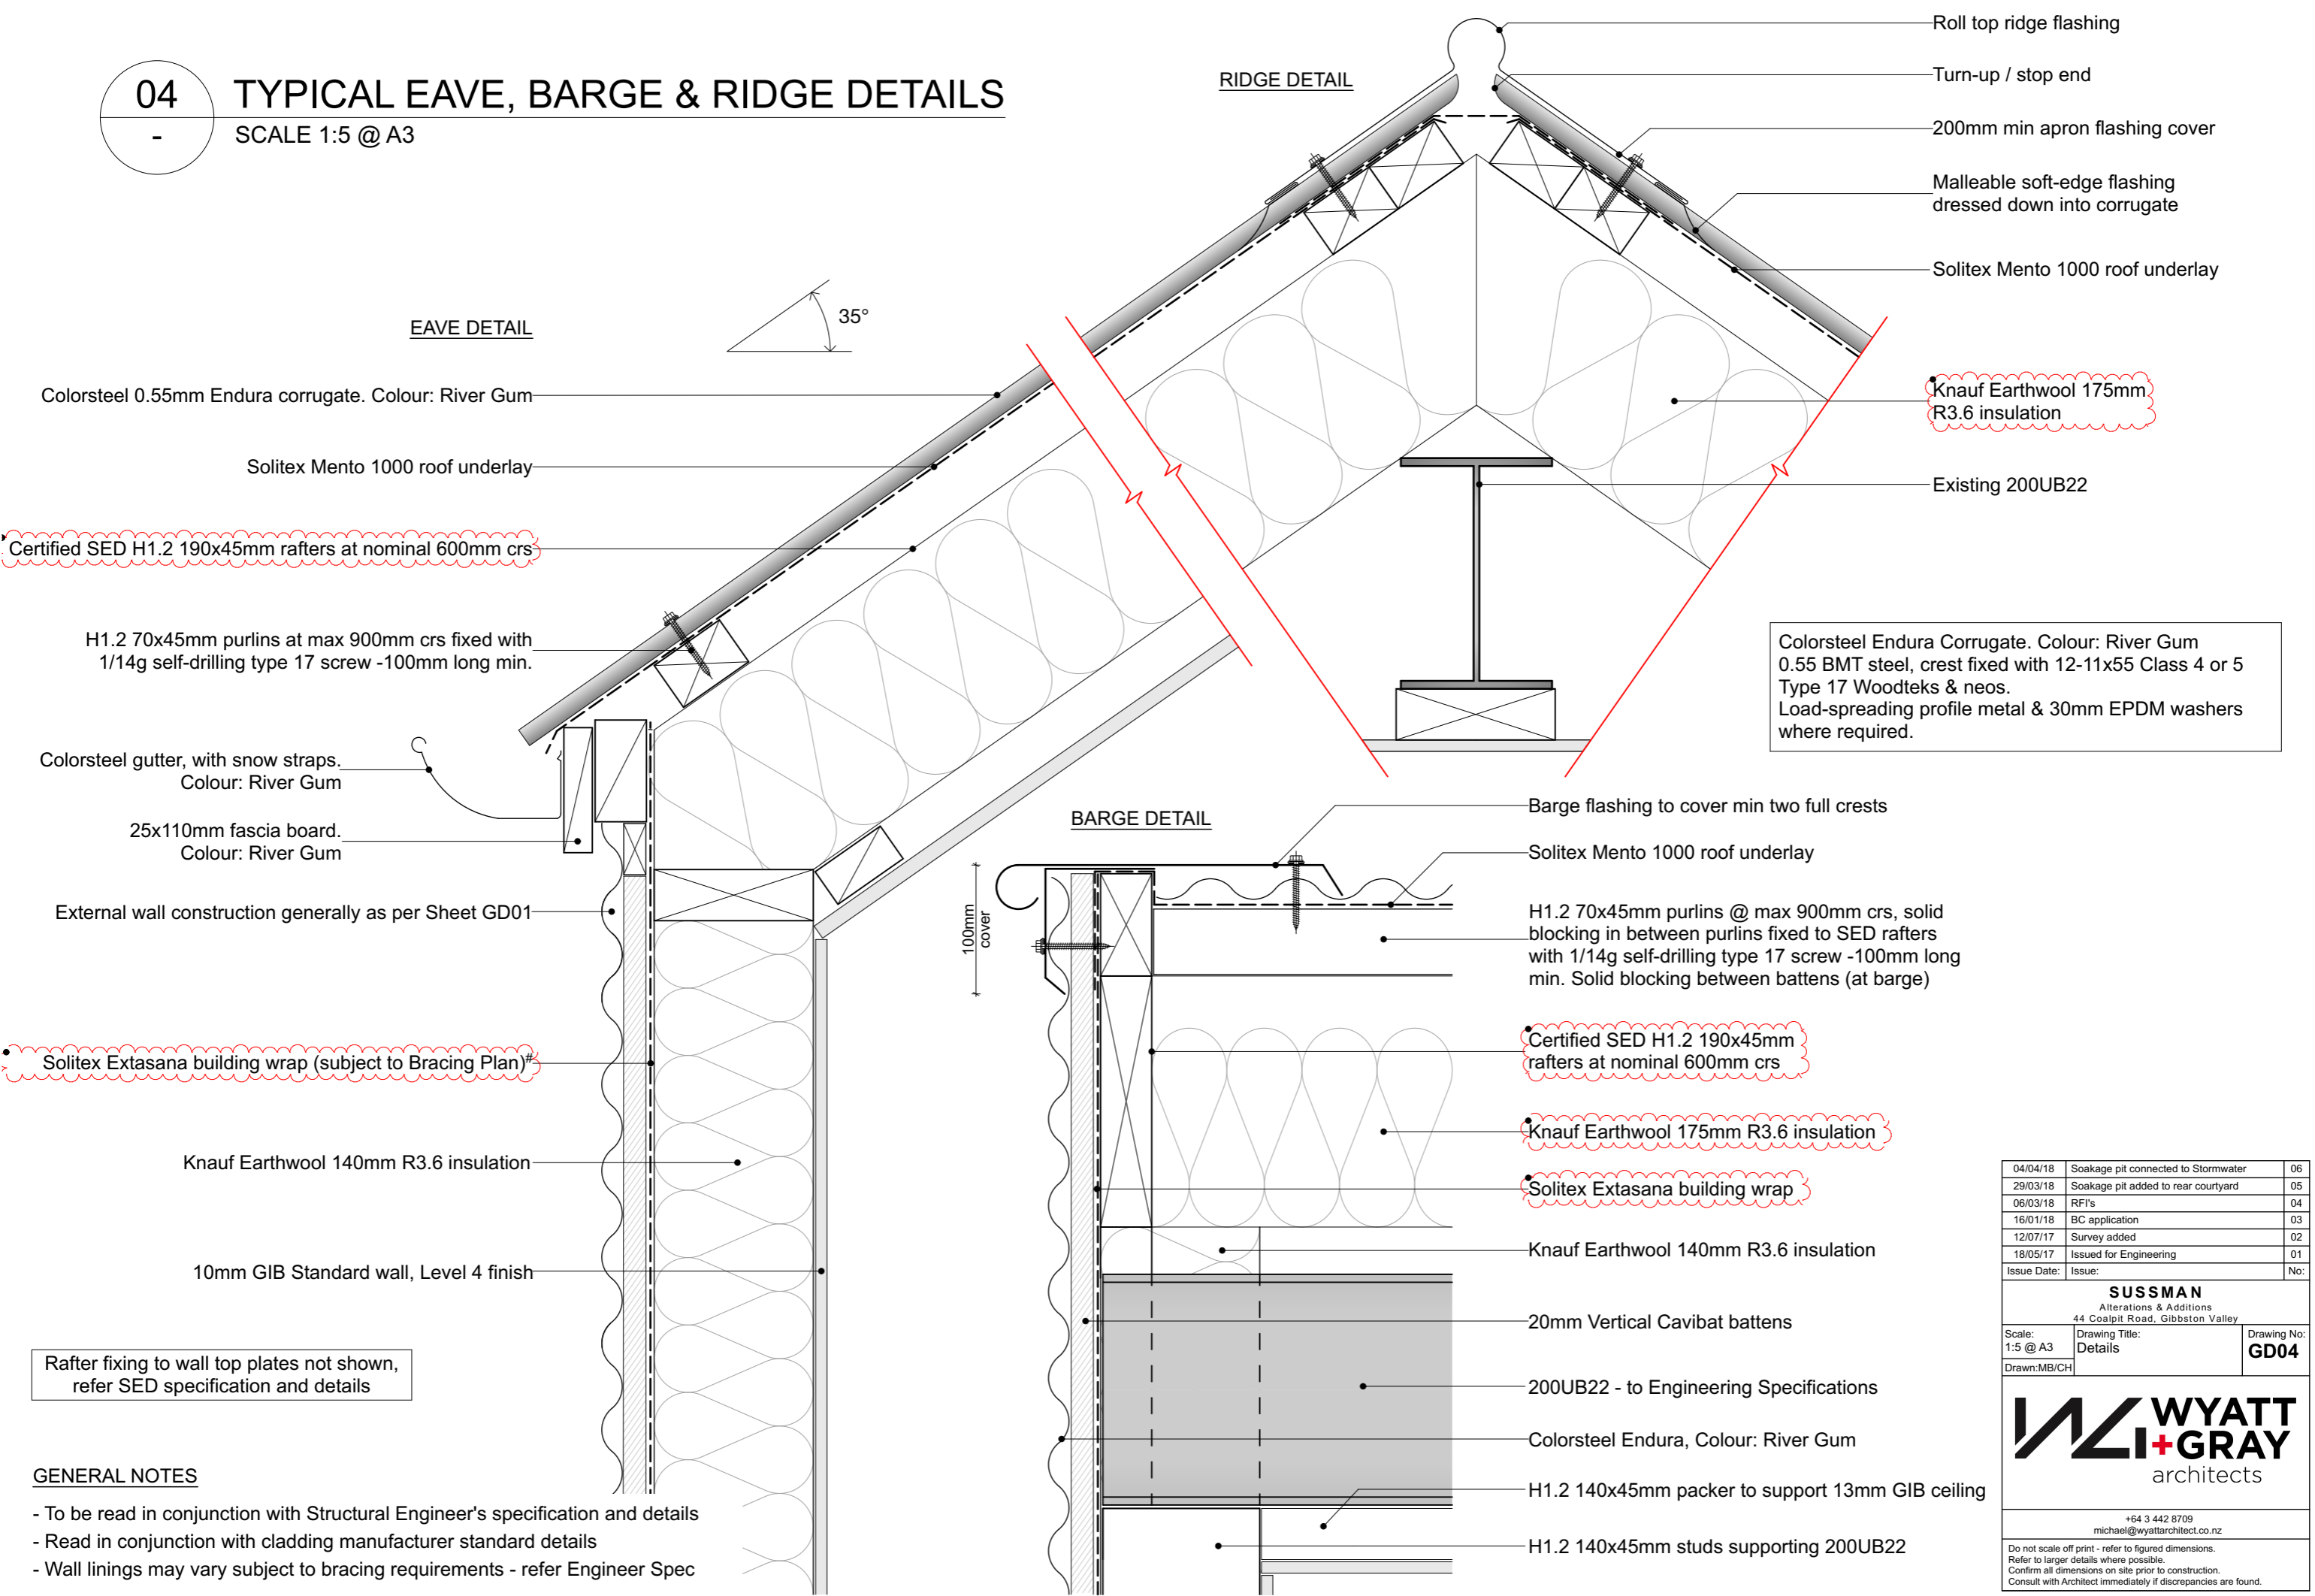 04
-
TYPICAL EAVE, BARGE & RIDGE DETAILS
SCALE 1:5 @ A3
RIDGE DETAIL
Roll top ridge flashing
Turn-up / stop end
200mm min apron flashing cover
Malleable soft-edge flashing
dressed down into corrugate
Solitex Mento 1000 roof underlay
Knauf Earthwool 175mm
R3.6 insulation
Existing 200UB22
EAVE DETAIL
35°
Colorsteel 0.55mm Endura corrugate. Colour: River Gum
Solitex Mento 1000 roof underlay
Certified SED H1.2 190x45mm rafters at nominal 600mm crs
H1.2 70x45mm purlins at max 900mm crs fixed with
1/14g self-drilling type 17 screw -100mm long min.
Colorsteel gutter, with snow straps.
Colour: River Gum
25x110mm fascia board.
Colour: River Gum
External wall construction generally as per Sheet GD01
Solitex Extasana building wrap (subject to Bracing Plan)#
Knauf Earthwool 140mm R3.6 insulation
10mm GIB Standard wall, Level 4 finish
Rafter fixing to wall top plates not shown,
refer SED specification and details
GENERAL NOTES
- To be read in conjunction with Structural Engineer's specification and details
- Read in conjunction with cladding manufacturer standard details
- Wall linings may vary subject to bracing requirements - refer Engineer Spec
Colorsteel Endura Corrugate. Colour: River Gum
0.55 BMT steel, crest fixed with 12-11x55 Class 4 or 5
Type 17 Woodteks & neos.
Load-spreading profile metal & 30mm EPDM washers
where required.
BARGE DETAIL
100mm
cover
Barge flashing to cover min two full crests
Solitex Mento 1000 roof underlay
H1.2 70x45mm purlins @ max 900mm crs, solid
blocking in between purlins fixed to SED rafters
with 1/14g self-drilling type 17 screw -100mm long
min. Solid blocking between battens (at barge)
Certified SED H1.2 190x45mm
rafters at nominal 600mm crs
Knauf Earthwool 175mm R3.6 insulation
Solitex Extasana building wrap
Knauf Earthwool 140mm R3.6 insulation
20mm Vertical Cavibat battens
200UB22 - to Engineering Specifications
Colorsteel Endura, Colour: River Gum
H1.2 140x45mm packer to support 13mm GIB ceiling
H1.2 140x45mm studs supporting 200UB22
04/04/18 Soakage pit connected to Stormwater 06
29/03/18 Soakage pit added to rear courtyard 05
06/03/18 RFI's 04
16/01/18 BC application 03
12/07/17 Survey added 02
18/05/17 Issued for Engineering 01
Issue Date: Issue: No:
SUSSMAN
Alterations & Additions
44 Coalpit Road, Gibbston Valley
Scale: Drawing Title: Drawing No:
1:5 @ A3 Details GD04
Drawn:MB/CH
WYATT
+GRAY
architects
+64 3 442 8709
michael@wyattarchitect.co.nz
Do not scale off print - refer to figured dimensions.
Refer to larger details where possible.
Confirm all dimensions on site prior to construction.
Consult with Architect immediately if discrepancies are found.